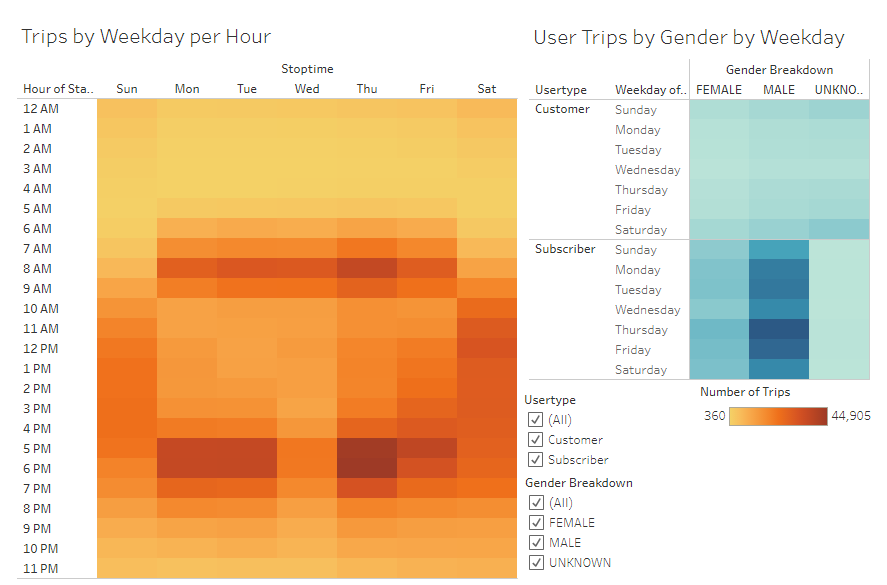 Trips by Weekday per Hour
Stoptime
Hour of Sta.. Sun Mon Tue Wed Thu Fri Sat
12 AM
1 AM
2 AM
3 AM
4 AM
5 AM
6 AM
7 AM
8 AM
9 AM
10 AM
11 AM
12 PM
1 PM
2 PM
3 PM
4 PM
5 PM
6 PM
7 PM
8 PM
9 PM
10 PM
11 PM
User Trips by Gender by Weekday
Gender Breakdown
Usertype Weekday of.. FEMALE MALE UNKNO..
Customer Sunday
Monday
Tuesday
Wednesday
Thursday
Friday
Saturday
Subscriber Sunday
Monday
Tuesday
Wednesday
Thursday
Friday
Saturday
Number of Trips
360 44,905
Usertype
(All)
Customer
Subscriber
Gender Breakdown
(All)
FEMALE
MALE
UNKNOWN